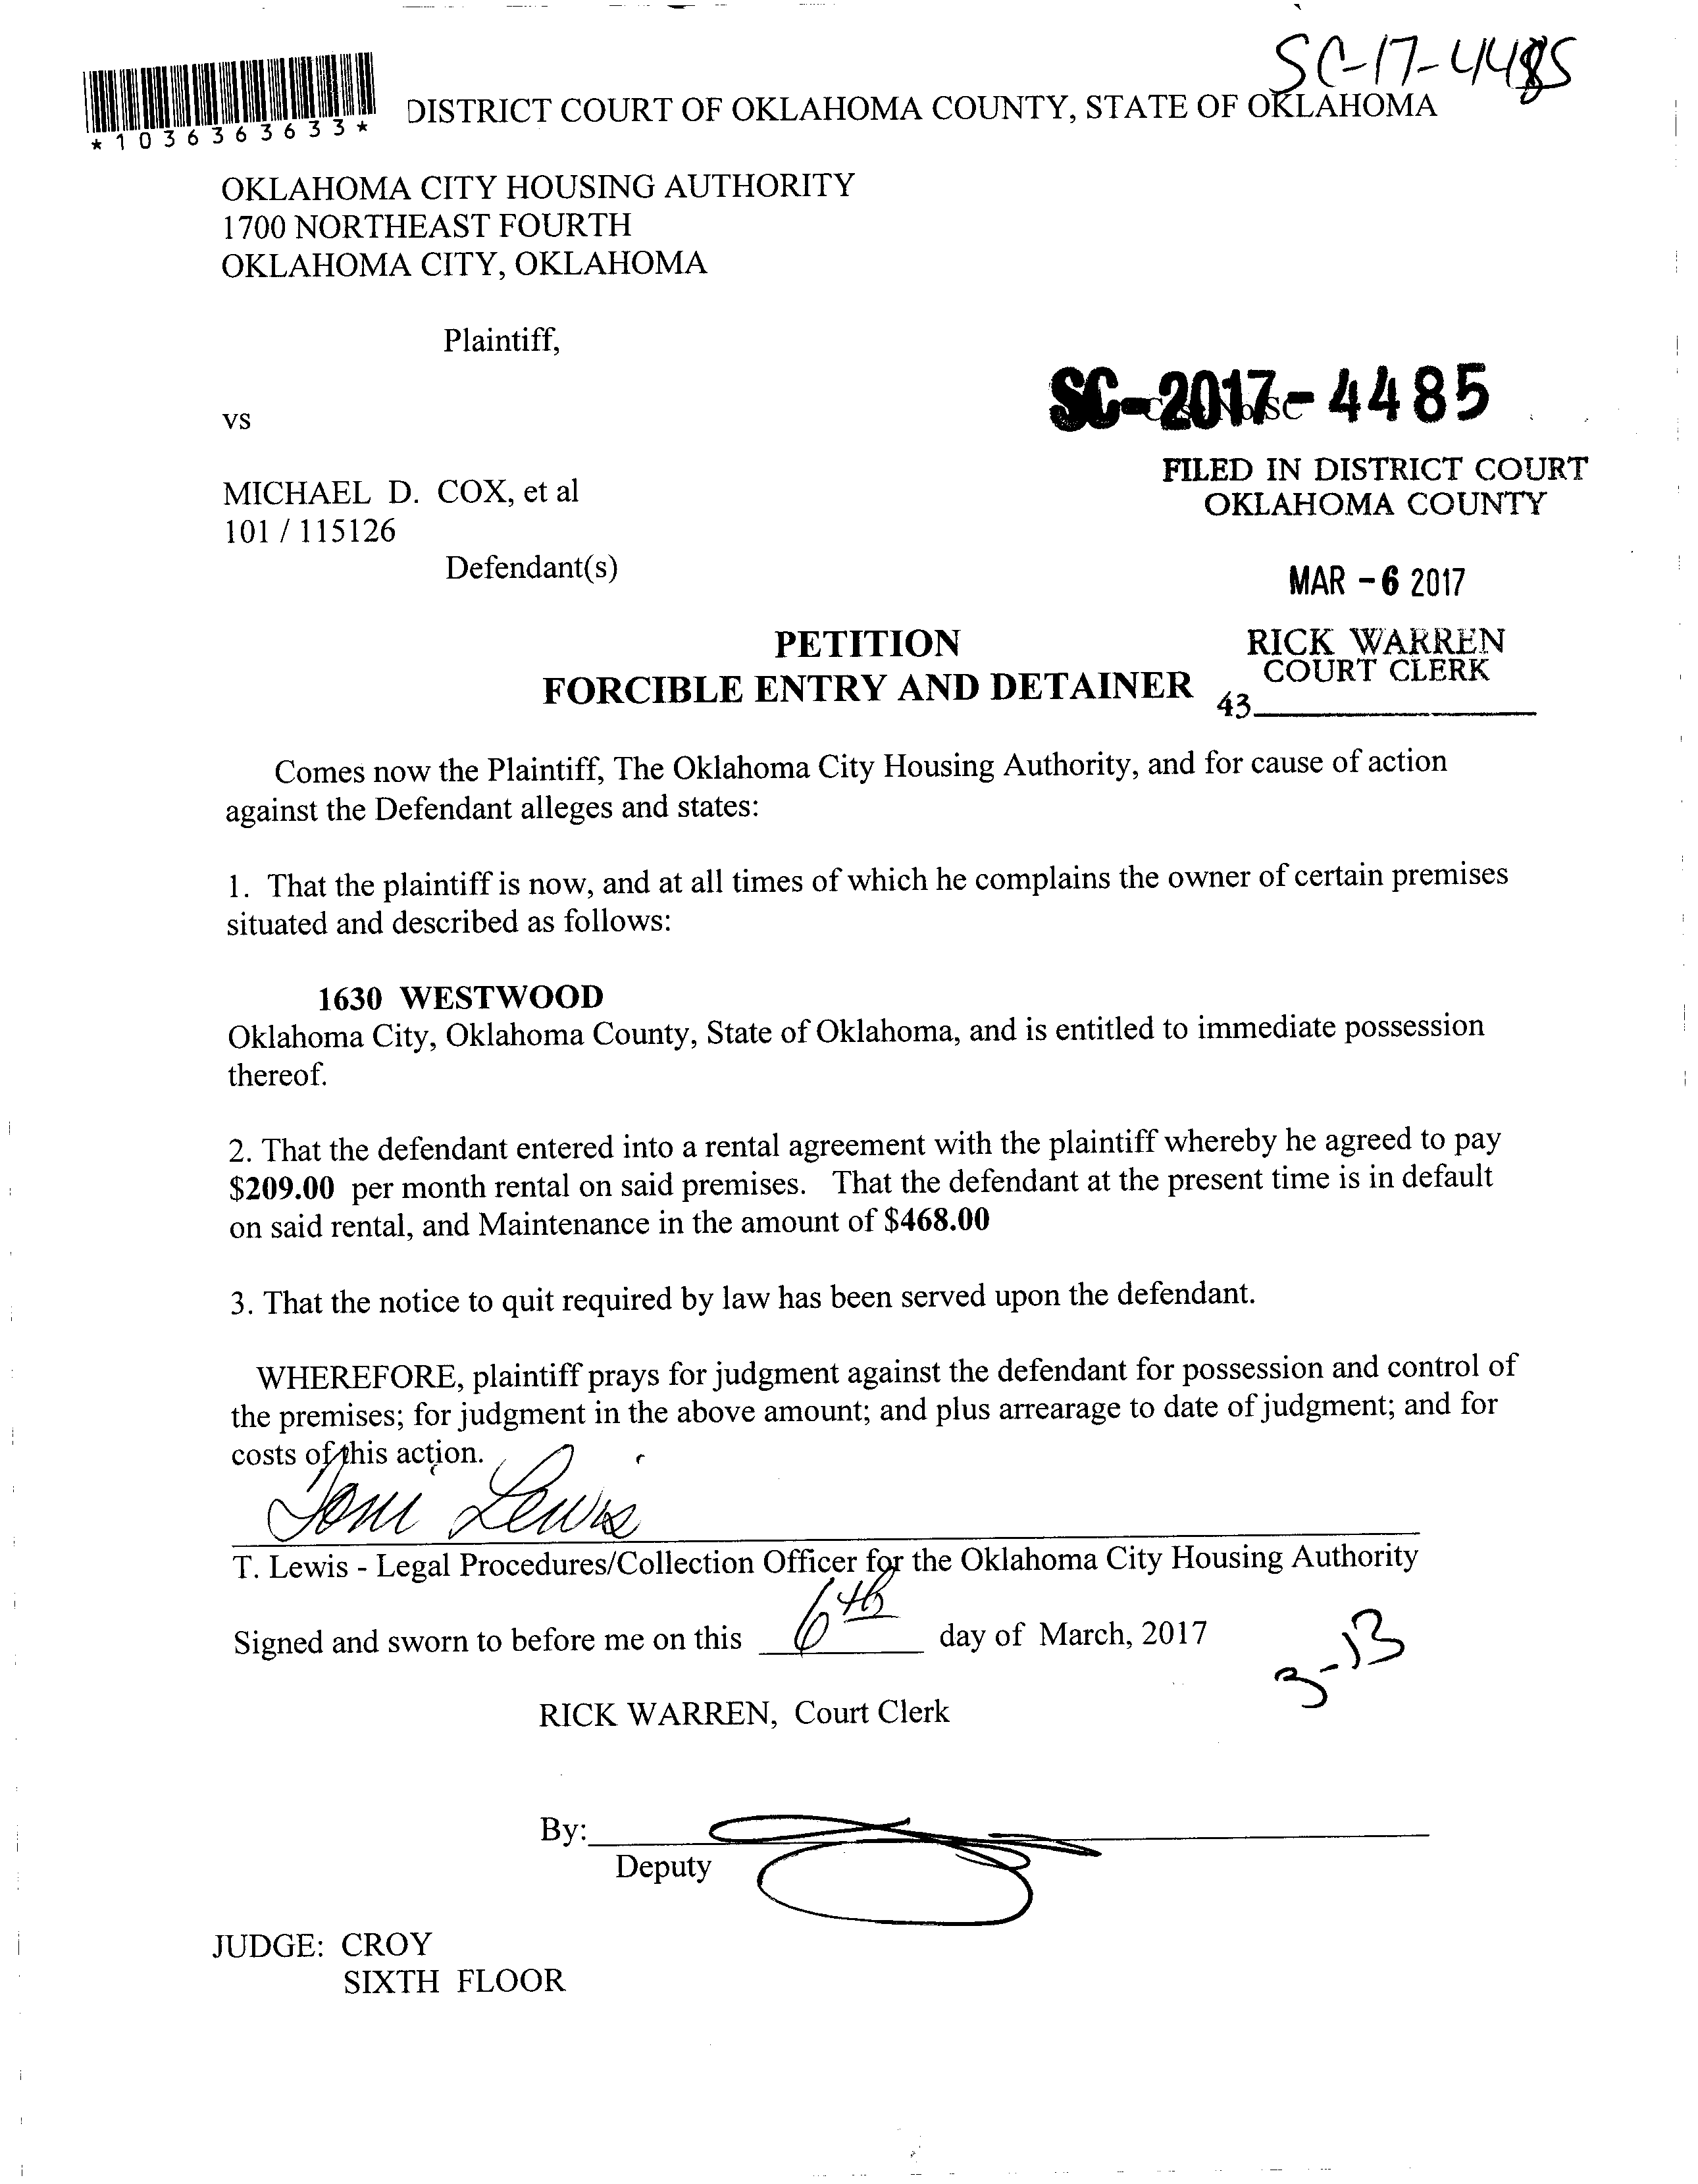 SC-17-4485
*1036363633*
DISTRICT COURT OF OKLAHOMA COUNTY, STATE OF OKLAHOMA
OKLAHOMA CITY HOUSING AUTHORITY
1700 NORTHEAST FOURTH
OKLAHOMA CITY, OKLAHOMA
Plaintiff,
SC-2017-4485
Case No. SC
vs
FILED IN DISTRICT COURT
OKLAHOMA COUNTY
MICHAEL D. COX, et al
101 / 115126
Defendant(s)
MAR -6 2017
PETITION
FORCIBLE ENTRY AND DETAINER
RICK WARREN
COURT CLERK
43
Comes now the Plaintiff, The Oklahoma City Housing Authority, and for cause of action
against the Defendant alleges and states:
1. That the plaintiff is now, and at all times of which he complains the owner of certain premises
situated and described as follows:
1630 WESTWOOD
Oklahoma City, Oklahoma County, State of Oklahoma, and is entitled to immediate possession
thereof.
2. That the defendant entered into a rental agreement with the plaintiff whereby he agreed to pay
$209.00 per month rental on said premises. That the defendant at the present time is in default
on said rental, and Maintenance in the amount of $468.00
3. That the notice to quit required by law has been served upon the defendant.
WHEREFORE, plaintiff prays for judgment against the defendant for possession and control of
the premises; for judgment in the above amount; and plus arrearage to date of judgment; and for
costs of this action.
Toni Lewis
T. Lewis - Legal Procedures/Collection Officer for the Oklahoma City Housing Authority
Signed and sworn to before me on this 6th day of March, 2017
3-13
RICK WARREN, Court Clerk
By:
Deputy
JUDGE: CROY
SIXTH FLOOR